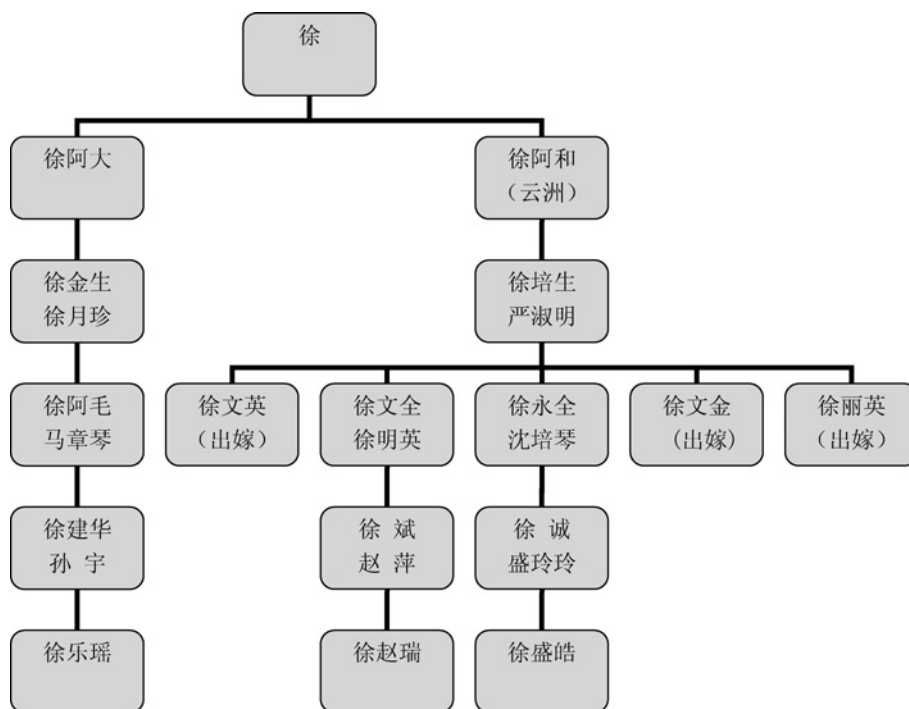 徐
徐阿大
徐阿和
（云洲）
徐金生
徐月珍
徐培生
严淑明
徐阿毛
马章琴
徐文英
（出嫁）
徐文全
徐明英
徐永全
沈培琴
徐文金
（出嫁）
徐丽英
（出嫁）
徐建华
孙 宇
徐 斌
赵 萍
徐 诚
盛玲玲
徐乐瑶
徐赵瑞
徐盛皓